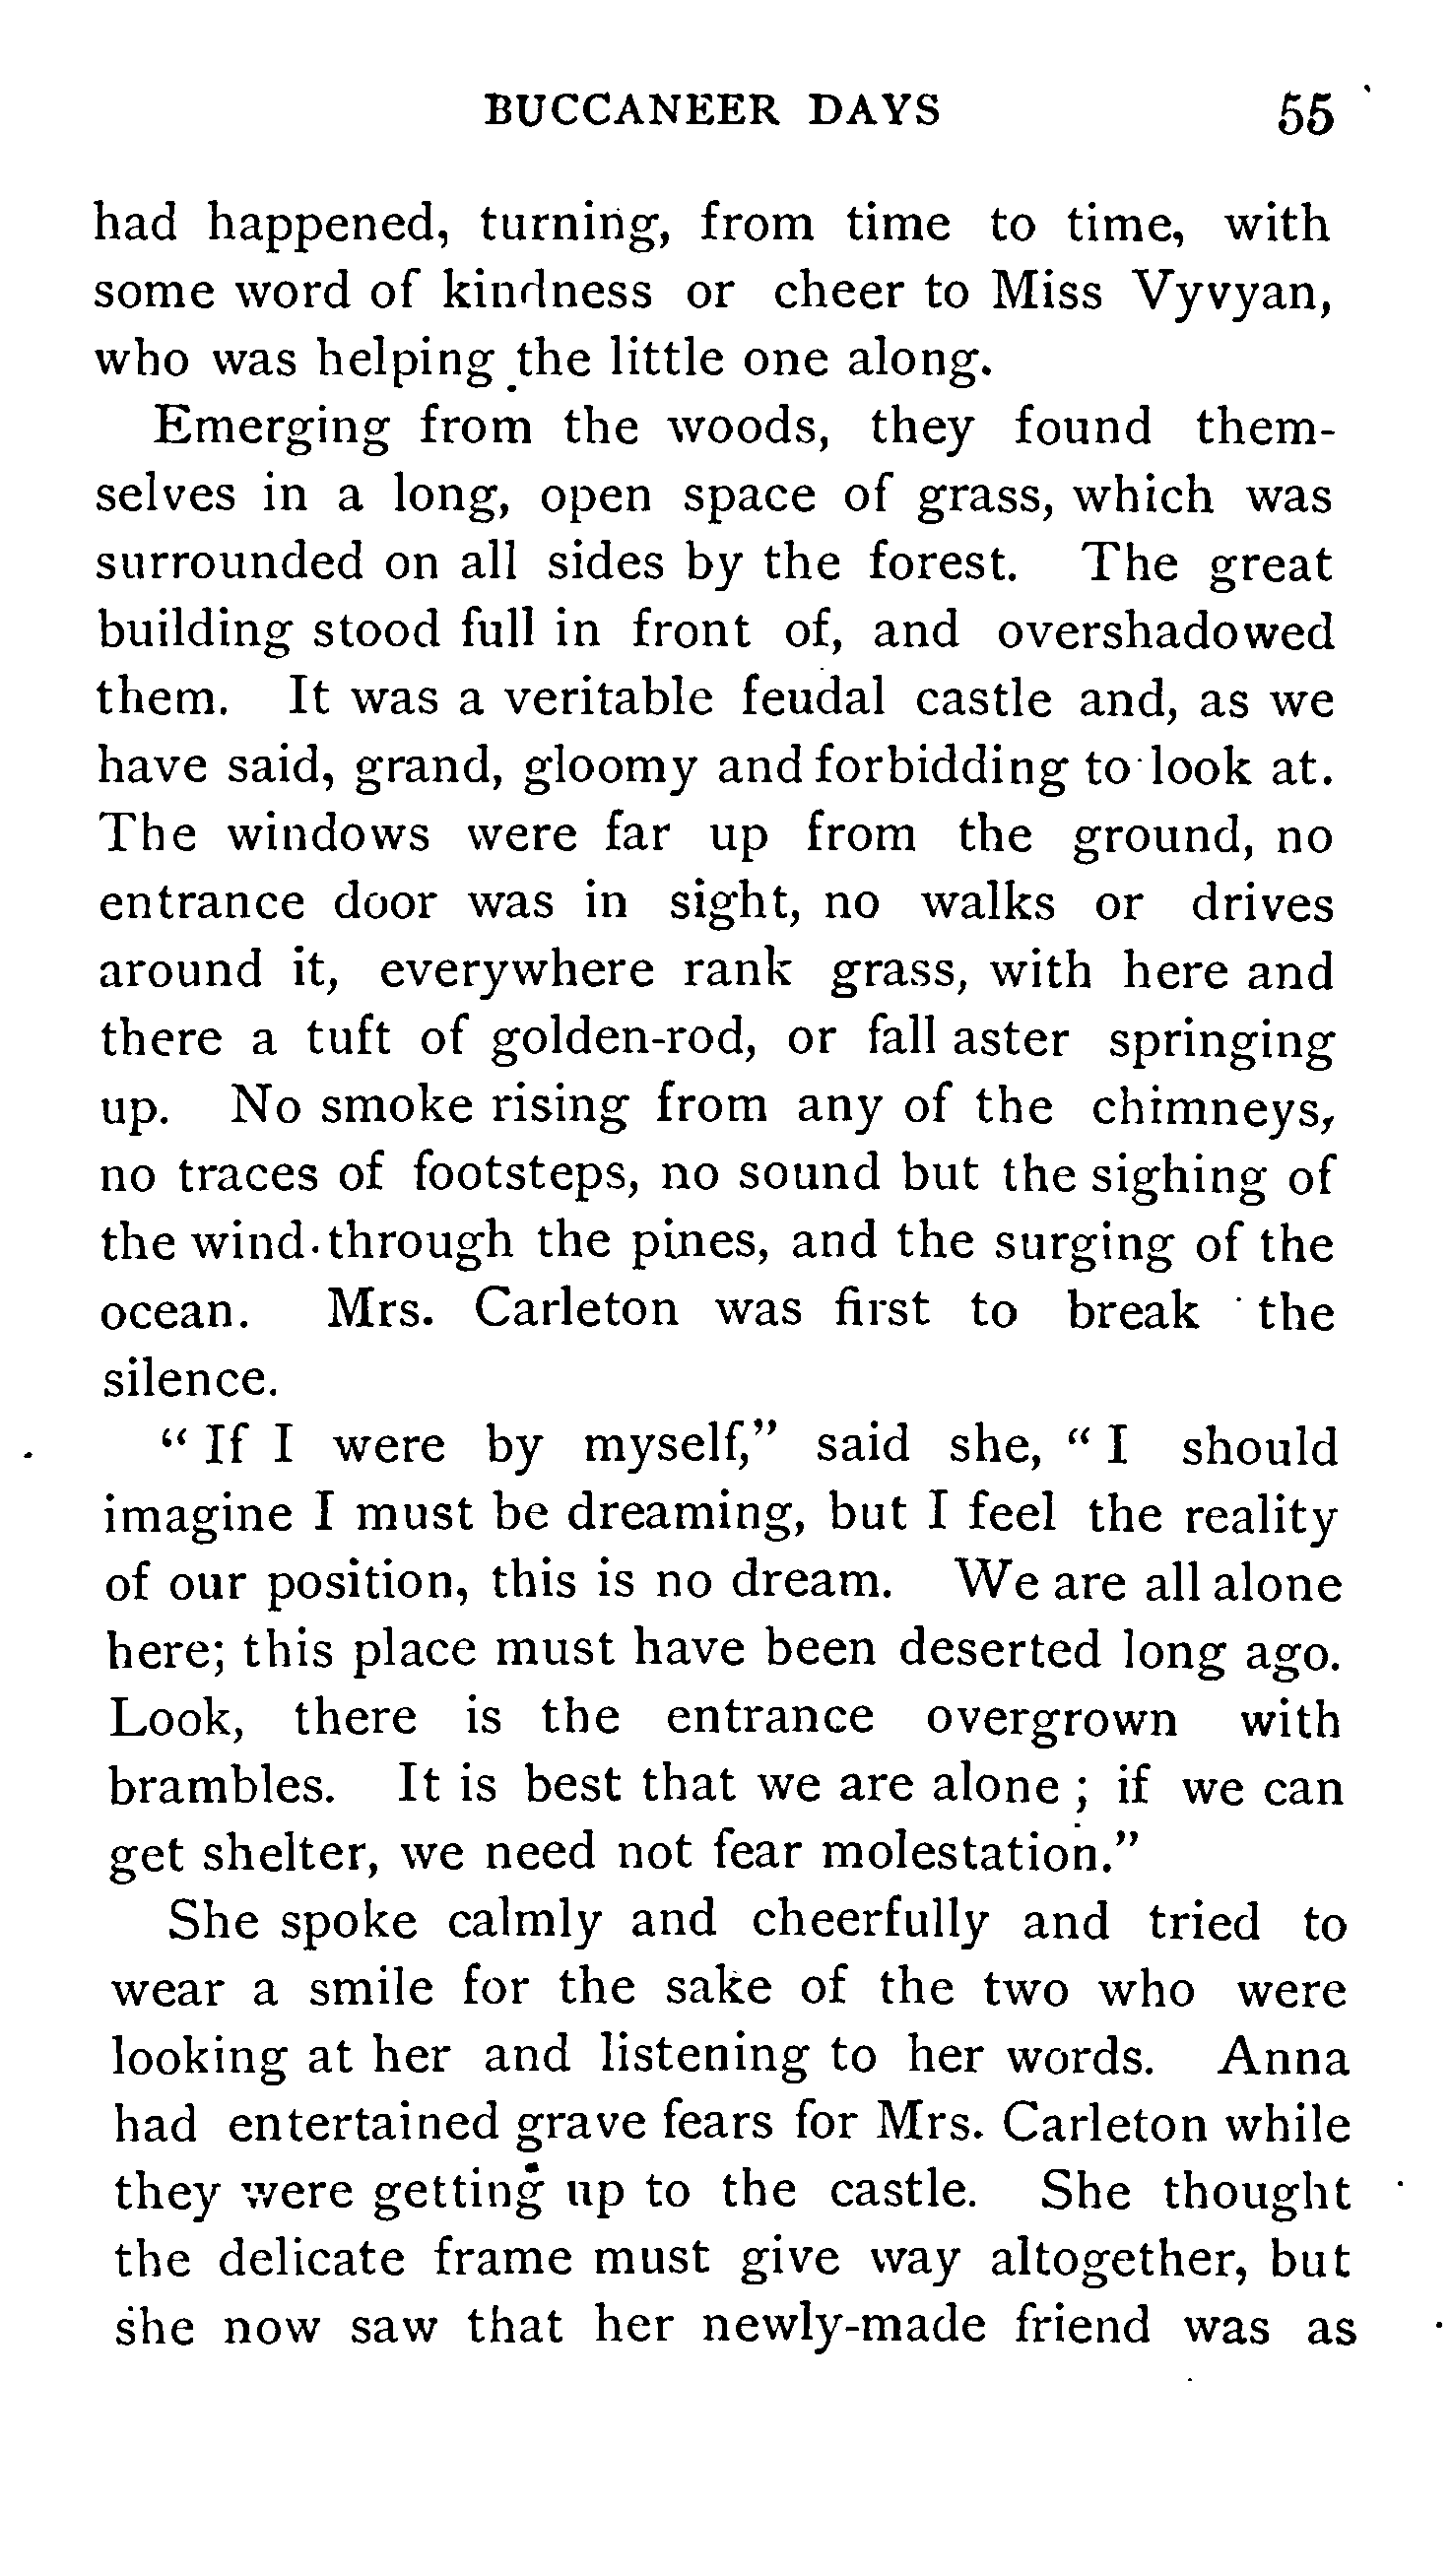 BUCCANEER DAYS 55
had happened, turning, from time to time, with
some word of kindness or cheer to Miss Vyvyan,
who was helping the little one along.
Emerging from the woods, they found them-
selves in a long, open space of grass, which was
surrounded on all sides by the forest. The great
building stood full in front of, and overshadowed
them. It was a veritable feudal castle and, as we
have said, grand, gloomy and forbidding to look at.
The windows were far up from the ground, no
entrance door was in sight, no walks or drives
around it, everywhere rank grass, with here and
there a tuft of golden-rod, or fall aster springing
up. No smoke rising from any of the chimneys,
no traces of footsteps, no sound but the sighing of
the wind through the pines, and the surging of the
ocean. Mrs. Carleton was first to break the
silence.
“If I were by myself,” said she, “I should
imagine I must be dreaming, but I feel the reality
of our position, this is no dream. We are all alone
here; this place must have been deserted long ago.
Look, there is the entrance overgrown with
brambles. It is best that we are alone ; if we can
get shelter, we need not fear molestation.”
She spoke calmly and cheerfully and tried to
wear a smile for the sake of the two who were
looking at her and listening to her words. Anna
had entertained grave fears for Mrs. Carleton while
they were getting up to the castle. She thought
the delicate frame must give way altogether, but
she now saw that her newly-made friend was as